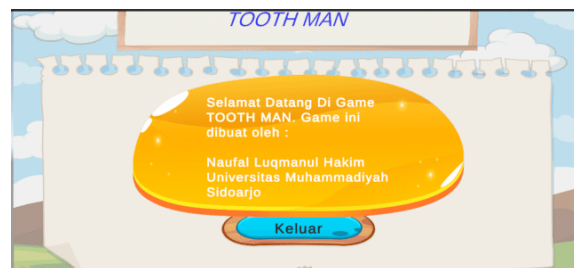 TOOTH MAN
Selamat Datang Di Game
TOOTH MAN. Game ini
dibuat oleh :
Naufal Luqmanul Hakim
Universitas Muhammadiyah
Sidoarjo
Keluar